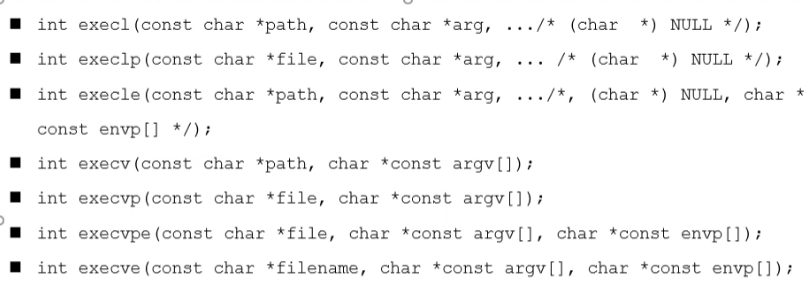 ■ int execl(const char *path, const char *arg, .../* (char  *) NULL */);
■ int execlp(const char *file, const char *arg, ... /* (char  *) NULL */);
■ int execle(const char *path, const char *arg, .../*, (char *) NULL, char *
const envp[] */);
■ int execv(const char *path, char *const argv[]);
■ int execvp(const char *file, char *const argv[]);
■ int execvpe(const char *file, char *const argv[], char *const envp[]);
■ int execve(const char *filename, char *const argv[], char *const envp[]);